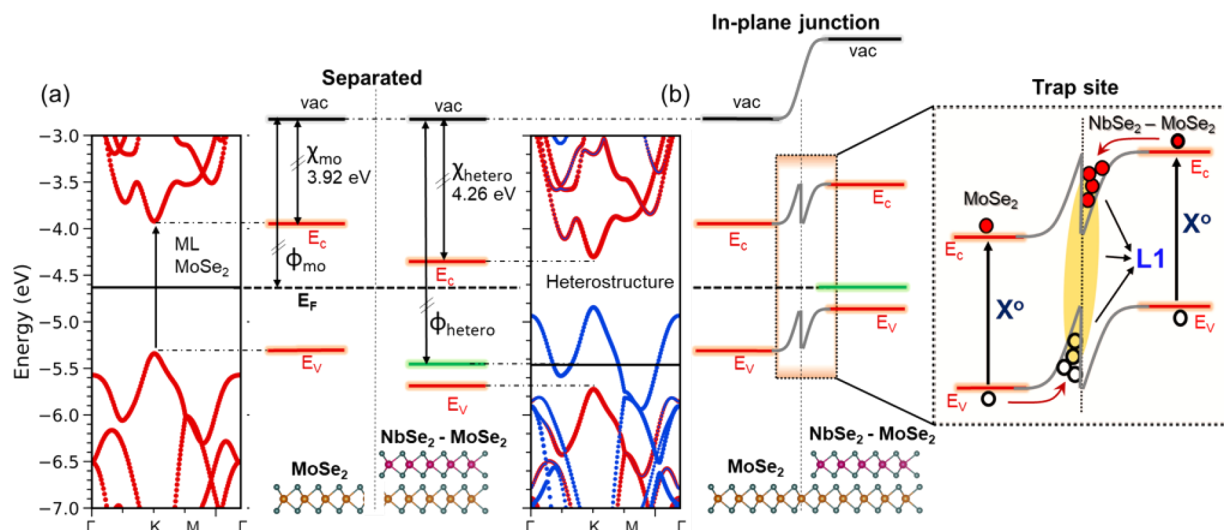 In-plane junction
Separated
(a)
(b)
vac
vac
vac
vac
Trap site
−3.0
−3.5
−4.0
−4.5
−5.0
−5.5
−6.0
−6.5
−7.0
Energy (eV)
Γ K M Γ
ML
MoSe₂
χmo
3.92 eV
Ec
ϕmo
EF
EV
χhetero
4.26 eV
Ec
ϕhetero
EV
MoSe₂
NbSe₂ - MoSe₂
Heterostructure
Γ K M Γ
Ec
Ec
EV
EV
MoSe₂
NbSe₂ - MoSe₂
NbSe₂ – MoSe₂
Ec
MoSe₂
Ec
L1
X⁰
X⁰
EV
EV